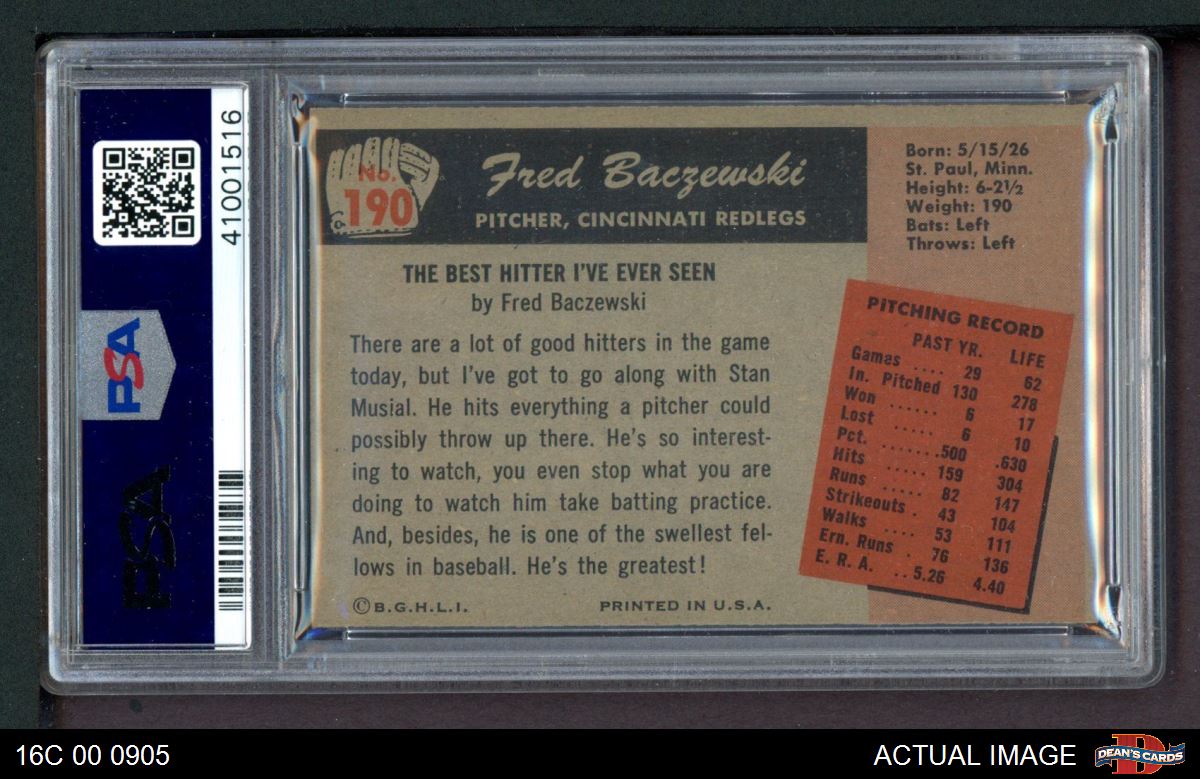 41001516
PSA
PSA
No.
190
Fred Baczewski
PITCHER, CINCINNATI REDLEGS
THE BEST HITTER I'VE EVER SEEN
by Fred Baczewski
There are a lot of good hitters in the game
today, but I've got to go along with Stan
Musial. He hits everything a pitcher could
possibly throw up there. He's so interest-
ing to watch, you even stop what you are
doing to watch him take batting practice.
And, besides, he is one of the swellest fel-
lows in baseball. He's the greatest!
©B.G.H.L.I. PRINTED IN U.S.A.
Born: 5/15/26
St. Paul, Minn.
Height: 6-2½
Weight: 190
Bats: Left
Throws: Left
PITCHING RECORD
PAST YR. LIFE
Games .... 29 62
In. Pitched 130 278
Won ...... 6 17
Lost ...... 6 10
Pct. ..... .500 .630
Hits ..... 159 304
Runs ..... 82 147
Strikeouts . 43 104
Walks .... 53 111
Ern. Runs . 76 136
E. R. A. .. 5.26 4.40
16C 00 0905
ACTUAL IMAGE
D
DEAN'S CARDS